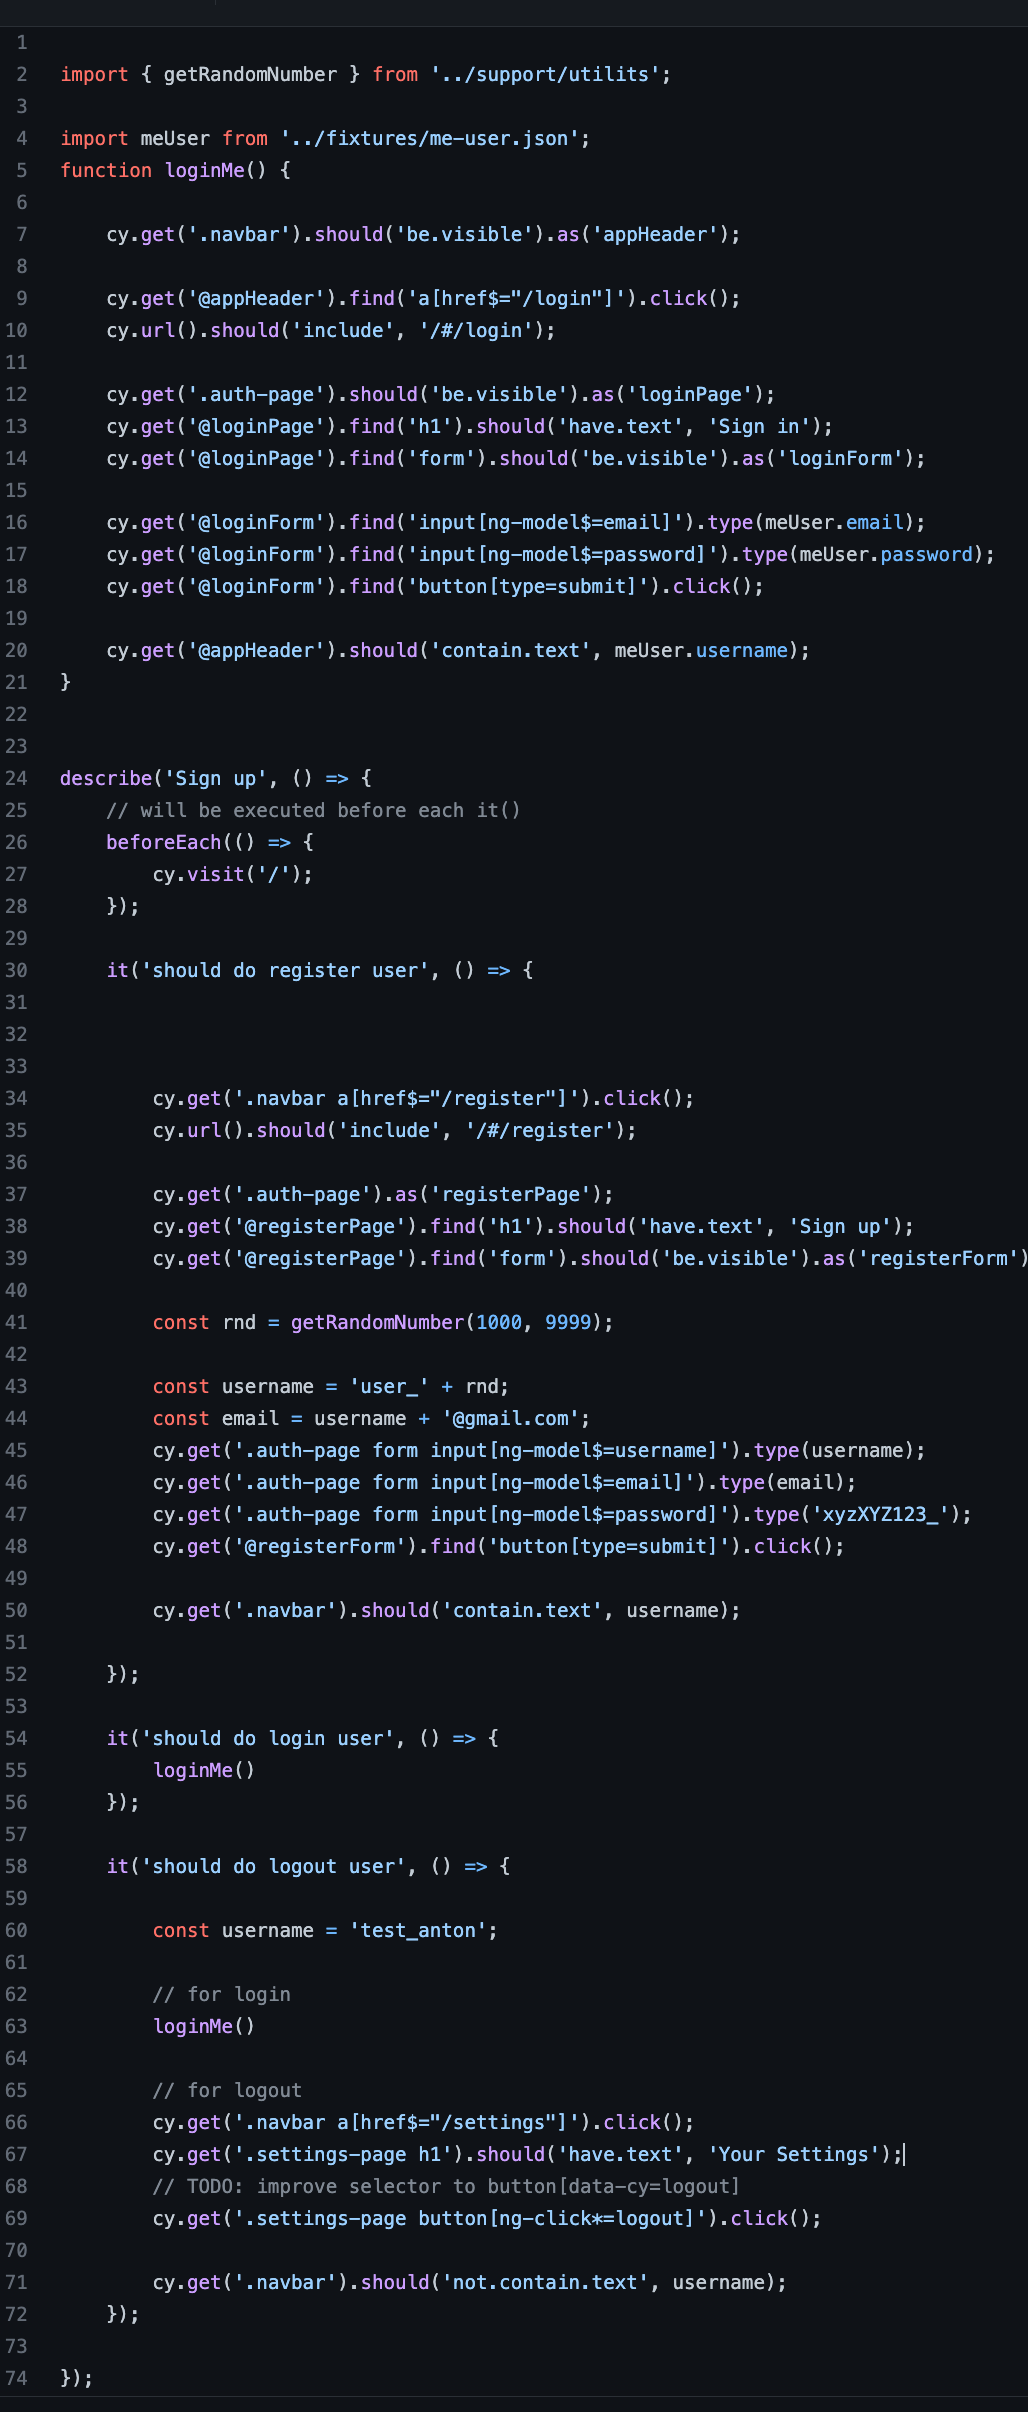 1
2 import { getRandomNumber } from '../support/utilits';
3
4 import meUser from '../fixtures/me-user.json';
5 function loginMe() {
6
7 cy.get('.navbar').should('be.visible').as('appHeader');
8
9 cy.get('@appHeader').find('a[href$="/login"]').click();
10 cy.url().should('include', '/#/login');
11
12 cy.get('.auth-page').should('be.visible').as('loginPage');
13 cy.get('@loginPage').find('h1').should('have.text', 'Sign in');
14 cy.get('@loginPage').find('form').should('be.visible').as('loginForm');
15
16 cy.get('@loginForm').find('input[ng-model$=email]').type(meUser.email);
17 cy.get('@loginForm').find('input[ng-model$=password]').type(meUser.password);
18 cy.get('@loginForm').find('button[type=submit]').click();
19
20 cy.get('@appHeader').should('contain.text', meUser.username);
21 }
22
23
24 describe('Sign up', () => {
25 // will be executed before each it()
26 beforeEach(() => {
27 cy.visit('/');
28 });
29
30 it('should do register user', () => {
31
32
33
34 cy.get('.navbar a[href$="/register"]').click();
35 cy.url().should('include', '/#/register');
36
37 cy.get('.auth-page').as('registerPage');
38 cy.get('@registerPage').find('h1').should('have.text', 'Sign up');
39 cy.get('@registerPage').find('form').should('be.visible').as('registerForm')
40
41 const rnd = getRandomNumber(1000, 9999);
42
43 const username = 'user_' + rnd;
44 const email = username + '@gmail.com';
45 cy.get('.auth-page form input[ng-model$=username]').type(username);
46 cy.get('.auth-page form input[ng-model$=email]').type(email);
47 cy.get('.auth-page form input[ng-model$=password]').type('xyzXYZ123_');
48 cy.get('@registerForm').find('button[type=submit]').click();
49
50 cy.get('.navbar').should('contain.text', username);
51
52 });
53
54 it('should do login user', () => {
55 loginMe()
56 });
57
58 it('should do logout user', () => {
59
60 const username = 'test_anton';
61
62 // for login
63 loginMe()
64
65 // for logout
66 cy.get('.navbar a[href$="/settings"]').click();
67 cy.get('.settings-page h1').should('have.text', 'Your Settings');
68 // TODO: improve selector to button[data-cy=logout]
69 cy.get('.settings-page button[ng-click*=logout]').click();
70
71 cy.get('.navbar').should('not.contain.text', username);
72 });
73
74 });